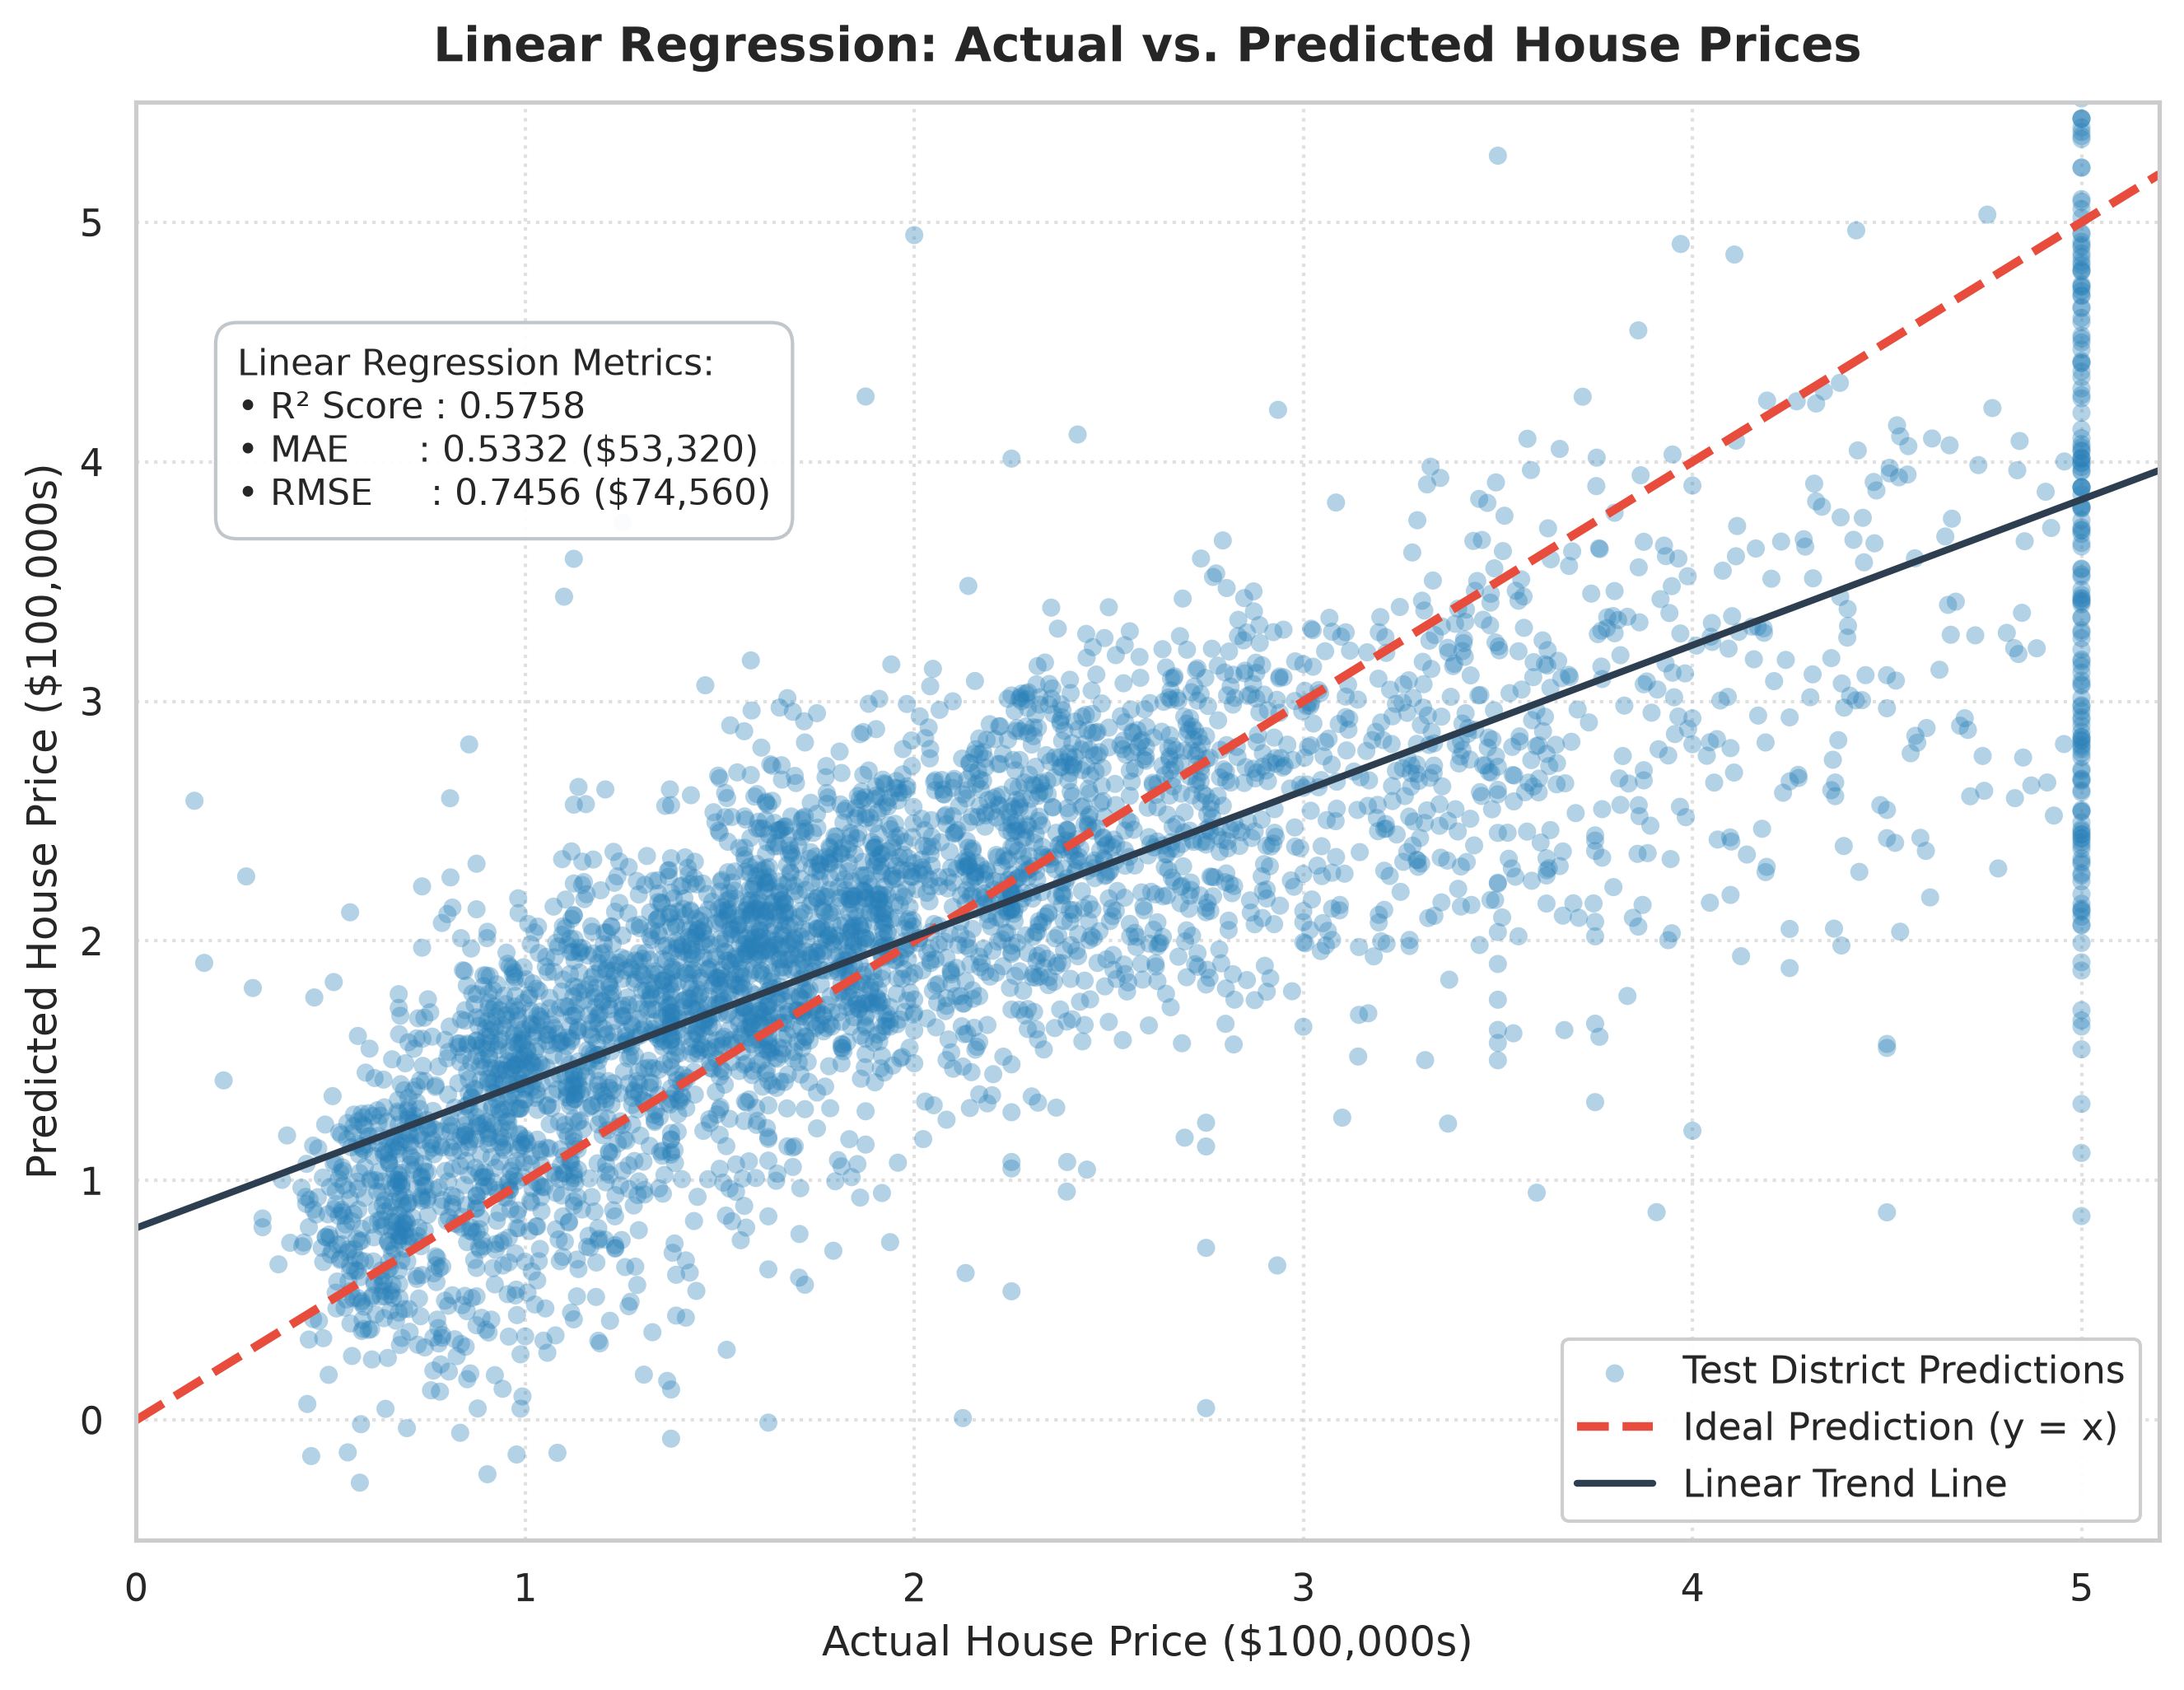 Linear Regression: Actual vs. Predicted House Prices
Predicted House Price ($100,000s)
5
4
3
2
1
0
Linear Regression Metrics:
• R² Score : 0.5758
• MAE : 0.5332 ($53,320)
• RMSE : 0.7456 ($74,560)
Test District Predictions
Ideal Prediction (y = x)
Linear Trend Line
0 1 2 3 4 5
Actual House Price ($100,000s)